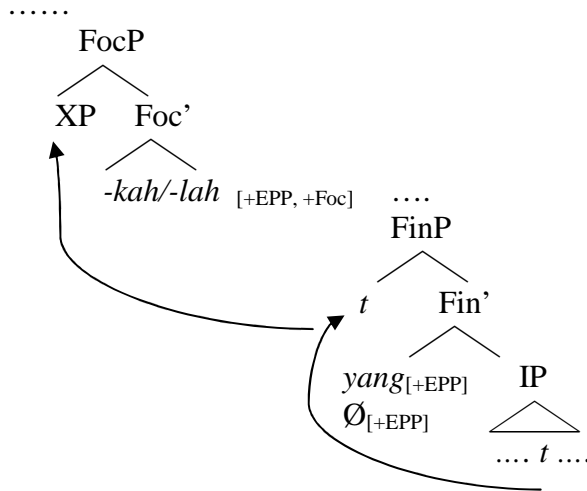 ……
FocP
XP Foc’
-kah/-lah [+EPP, +Foc] ….
FinP
t Fin’
yang[+EPP] IP
Ø[+EPP]
…. t ….